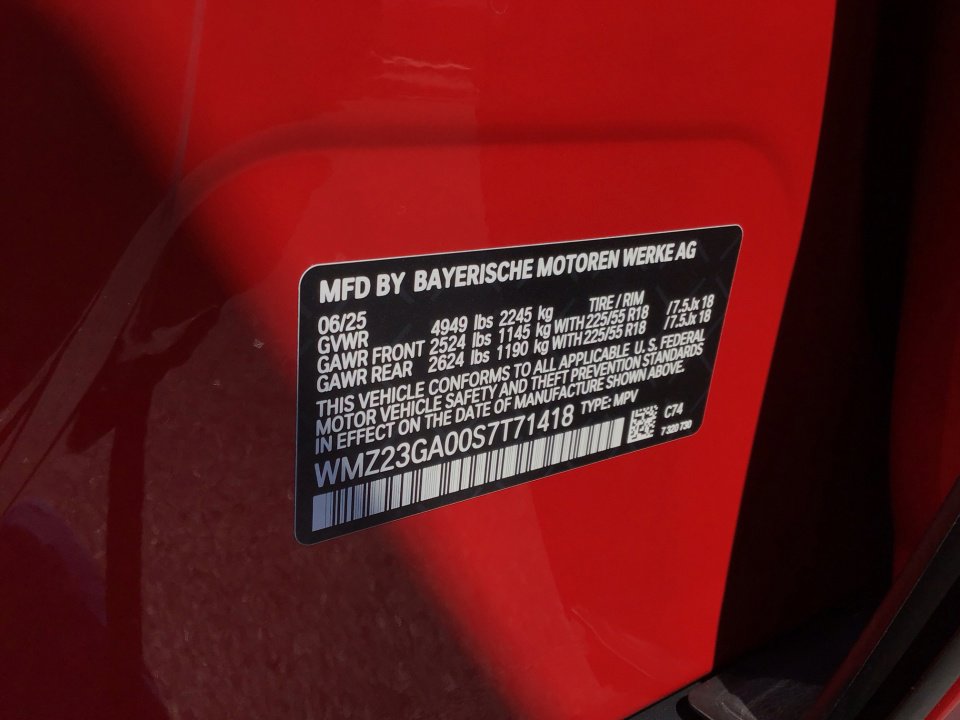 MFD BY BAYERISCHE MOTOREN WERKE AG
06/25 TIRE / RIM
GVWR 4949 lbs 2245 kg
GAWR FRONT 2524 lbs 1145 kg WITH 225/55 R18 /7.5Jx 18
GAWR REAR 2624 lbs 1190 kg WITH 225/55 R18 /7.5Jx 18
THIS VEHICLE CONFORMS TO ALL APPLICABLE U. S. FEDERAL
MOTOR VEHICLE SAFETY AND THEFT PREVENTION STANDARDS
IN EFFECT ON THE DATE OF MANUFACTURE SHOWN ABOVE.
WMZ23GA00S7T71418 TYPE: MPV C74
7 320 730